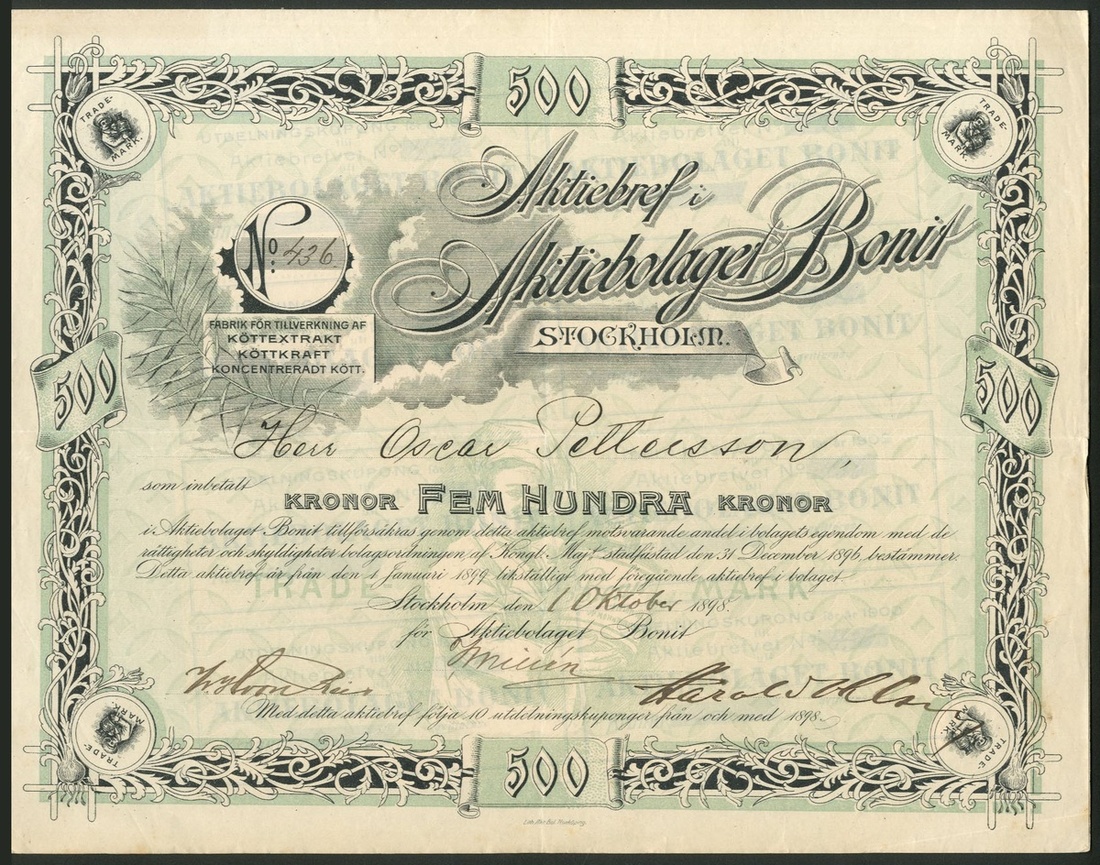 500
TRADE-MARK.
TRADE-MARK.
Aktiebref i
Aktiebolaget Bonit
STOCKHOLM.
No. 436
FABRIK FÖR TILLVERKNING AF
KÖTTEXTRAKT
KÖTTKRAFT
KONCENTRERADT KÖTT.
500
500
Herr Oscar Pettersson,
som inbetalt
KRONOR FEM HUNDRA KRONOR
i Aktiebolaget Bonit tillförsäkras genom detta aktiebref motsvarande andel i bolagets egendom med de
rättigheter och skyldigheter bolagsordningen af Kongl. Maj:t stadfästad den 31 December 1896, bestämmer.
Detta aktiebref är från den 1 Januari 1899 likstäldt med föregående aktiebref i bolaget
TRADE MARK
Stockholm den 1 Oktober 1898.
för Aktiebolaget Bonit
Med detta aktiebref följa 10 utdelningskuponger från och med 1898.
TRADE-MARK.
TRADE-MARK.
500